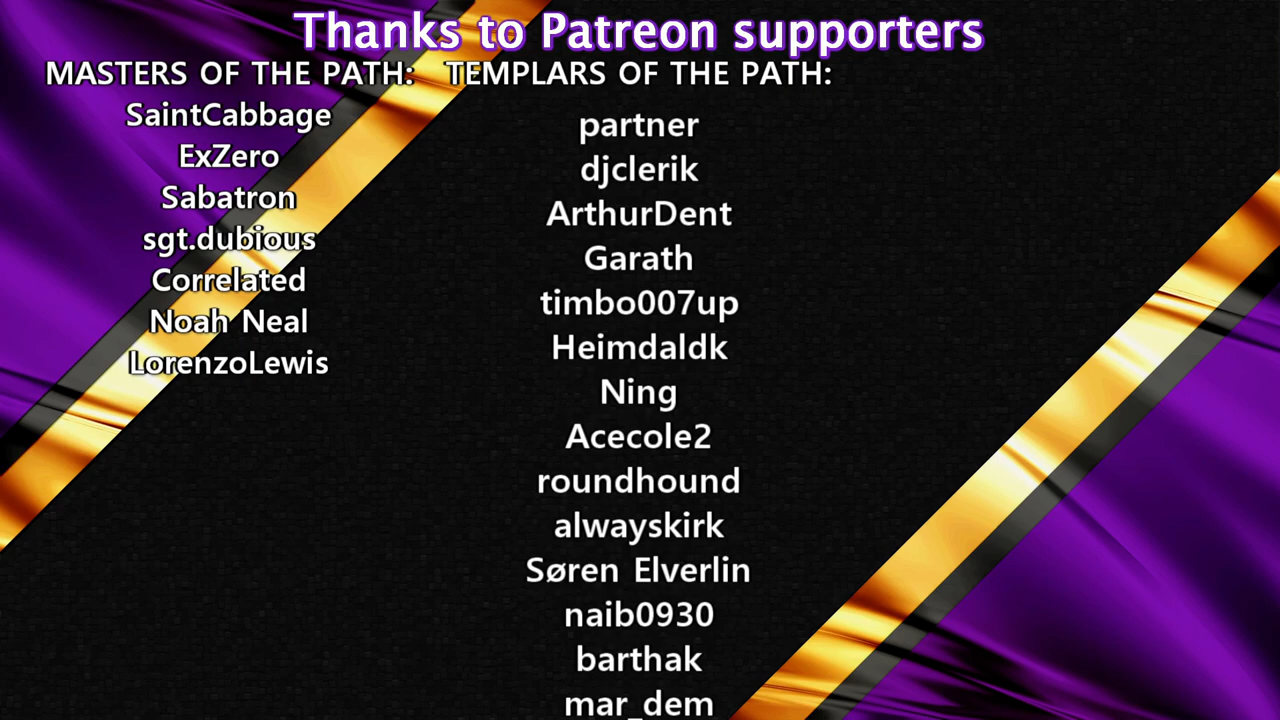 Thanks to Patreon supporters
MASTERS OF THE PATH:
SaintCabbage
ExZero
Sabatron
sgt.dubious
Correlated
Noah Neal
LorenzoLewis
TEMPLARS OF THE PATH:
partner
djclerik
ArthurDent
Garath
timbo007up
Heimdaldk
Ning
Acecole2
roundhound
alwayskirk
Søren Elverlin
naib0930
barthak
mar_dem